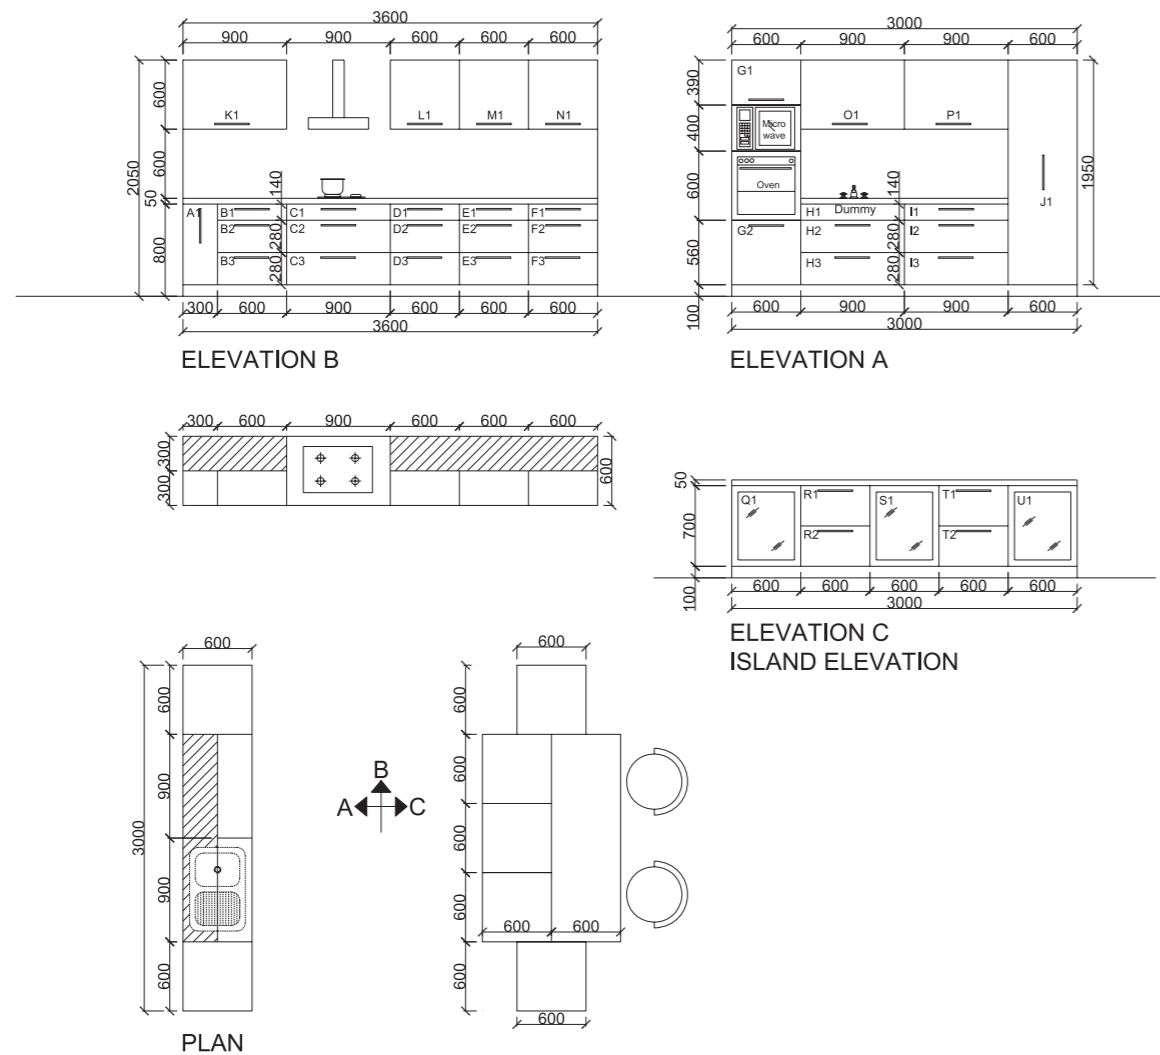 3600
900 900 600 600 600
2050
600
600
50
800
K1
L1
M1
N1
140
280
280
A1
B1
C1
D1
E1
F1
B2
C2
D2
E2
F2
B3
C3
D3
E3
F3
300 600 900 600 600 600
3600
ELEVATION B
3000
600 900 900 600
390
400
600
560
100
1950
G1
O1
P1
Micro
wave
Oven
J1
140
280
280
G2
H1
Dummy
I1
H2
I2
H3
I3
600 900 900 600
3000
ELEVATION A
300 600 900 600 600 600
300
300
600
50
700
100
Q1
R1
S1
T1
U1
R2
T2
600 600 600 600 600
3000
ELEVATION C
ISLAND ELEVATION
600
3000
600
900
900
600
PLAN
B
A
C
600
600
600
600
600
600
600 600
600